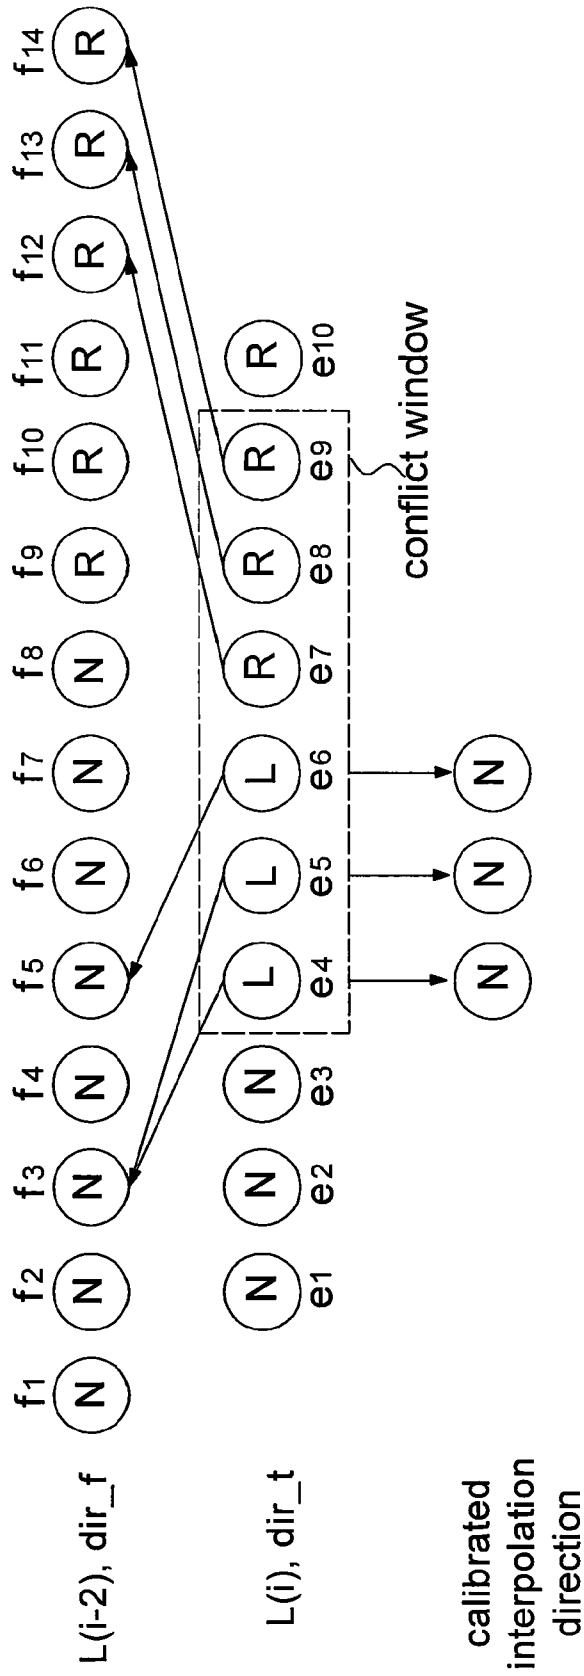 f1 f2 f3 f4 f5 f6 f7 f8 f9 f10 f11 f12 f13 f14
L(i-2), dir_f N N N N N N N N R R R R R R
L(i), dir_t N N N L L L R R R R
e1 e2 e3 e4 e5 e6 e7 e8 e9 e10
conflict window
calibrated
interpolation
direction
N N N